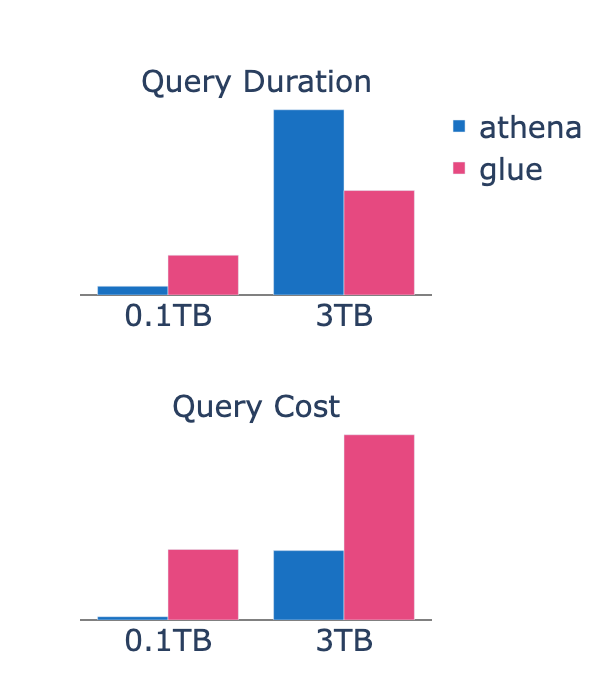 Query Duration
athena
glue
0.1TB
3TB
Query Cost
0.1TB
3TB